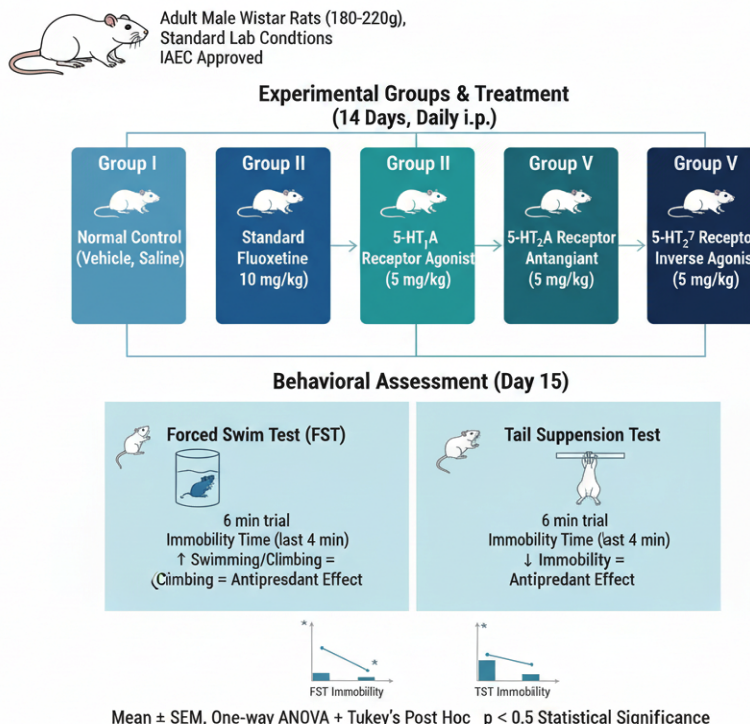 Adult Male Wistar Rats (180-220g),
Standard Lab Condtions
IAEC Approved
Experimental Groups & Treatment
(14 Days, Daily i.p.)
Group I
Normal Control
(Vehicle, Saline)
Group II
Standard
Fluoxetine
10 mg/kg)
Group II
5-HT₁A
Receptor Agonist
(5 mg/kg)
Group V
5-HT₂A Receptor
Antangiant
(5 mg/kg)
Group V
5-HT₂⁷ Recepto
Inverse Agonis
(5 mg/kg)
Behavioral Assessment (Day 15)
Forced Swim Test (FST)
6 min trial
Immobility Time (last 4 min)
↑ Swimming/Climbing =
(Climbing = Antipresdant Effect
Tail Suppension Test
6 min trial
Immobility Time (last 4 min)
↓ Immobility =
Antipredant Effect
*
*
FST Immobiility
*
TST Immobility
Mean ± SEM, One-way ANOVA + Tukey's Post Hoc p < 0.5 Statistical Significance